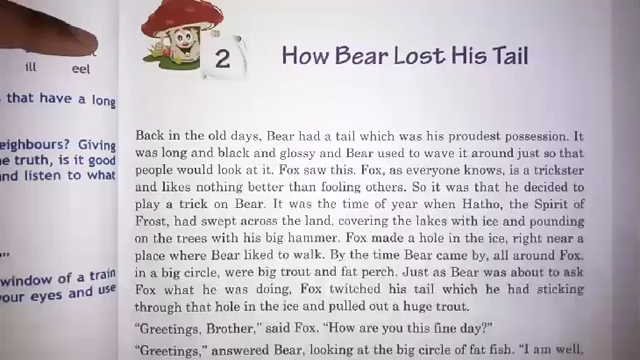 ill eel
that have a long
eighbours? Giving
e truth, is it good
nd listen to what
window of a train
your eyes and use
2
How Bear Lost His Tail
Back in the old days, Bear had a tail which was his proudest possession. It
was long and black and glossy and Bear used to wave it around just so that
people would look at it. Fox saw this. Fox, as everyone knows, is a trickster
and likes nothing better than fooling others. So it was that he decided to
play a trick on Bear. It was the time of year when Hatho, the Spirit of
Frost, had swept across the land, covering the lakes with ice and pounding
on the trees with his big hammer. Fox made a hole in the ice, right near a
place where Bear liked to walk. By the time Bear came by, all around Fox,
in a big circle, were big trout and fat perch. Just as Bear was about to ask
Fox what he was doing, Fox twitched his tail which he had sticking
through that hole in the ice and pulled out a huge trout.
“Greetings, Brother,” said Fox. “How are you this fine day?”
“Greetings,” answered Bear, looking at the big circle of fat fish. “I am well,